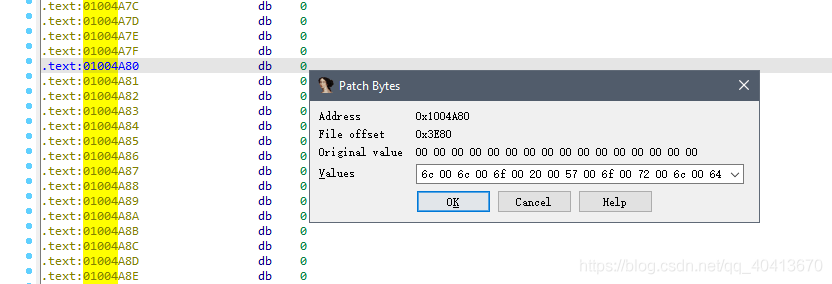 .text:01004A7C db 0
.text:01004A7D db 0
.text:01004A7E db 0
.text:01004A7F db 0
.text:01004A80 db 0
.text:01004A81 db 0
.text:01004A82 db 0
.text:01004A83 db 0
.text:01004A84 db 0
.text:01004A85 db 0
.text:01004A86 db 0
.text:01004A87 db 0
.text:01004A88 db 0
.text:01004A89 db 0
.text:01004A8A db 0
.text:01004A8B db 0
.text:01004A8C db 0
.text:01004A8D db 0
.text:01004A8E db 0
Patch Bytes
Address 0x1004A80
File offset 0x3E80
Original value 00 00 00 00 00 00 00 00 00 00 00 00 00 00 00 00
Values 6c 00 6c 00 6f 00 20 00 57 00 6f 00 72 00 6c 00 64
OK Cancel Help
https://blog.csdn.net/qq_40413670